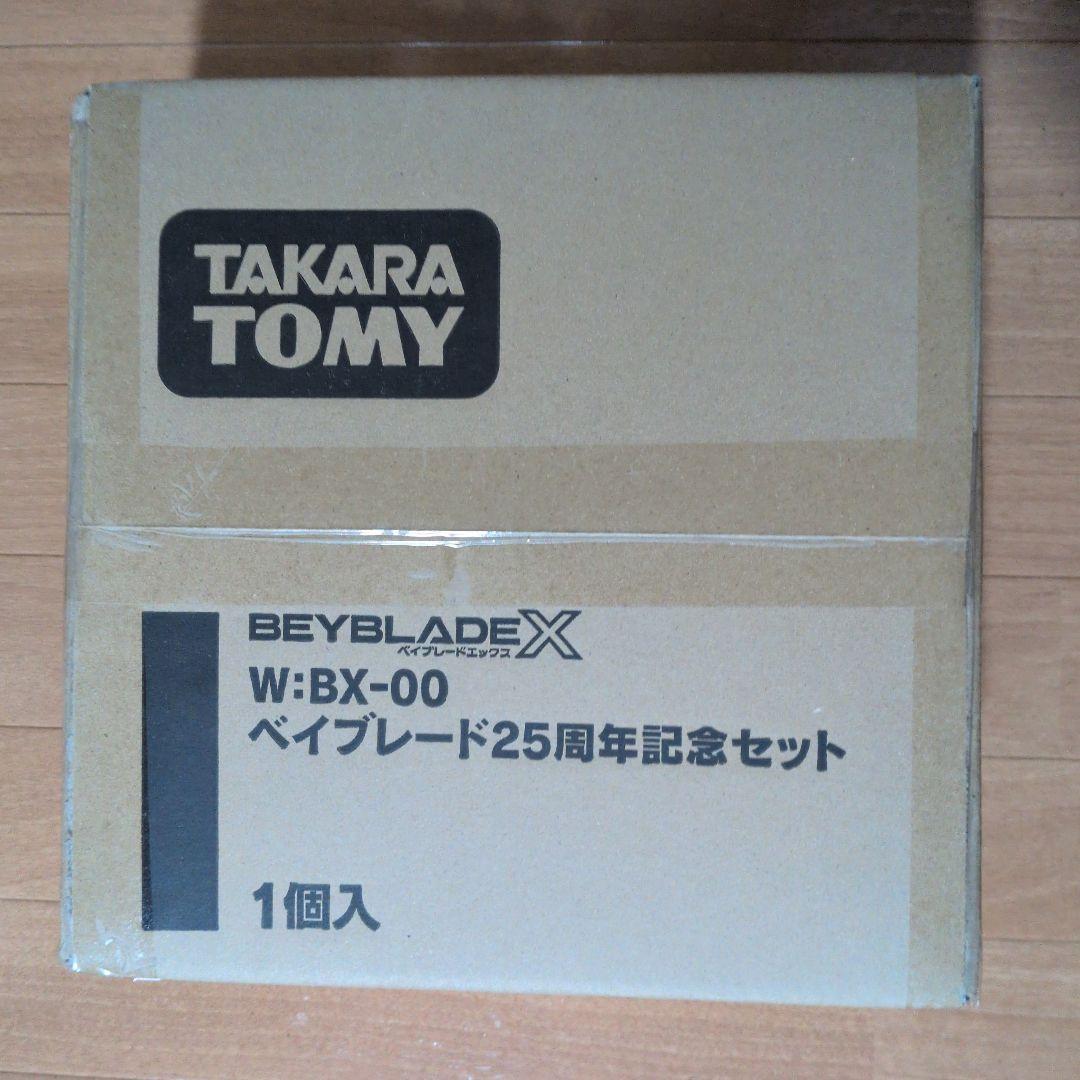 TAKARA
TOMY
BEYBLADE X
ベイブレードエックス
W:BX-00
ベイブレード25周年記念セット
1個入